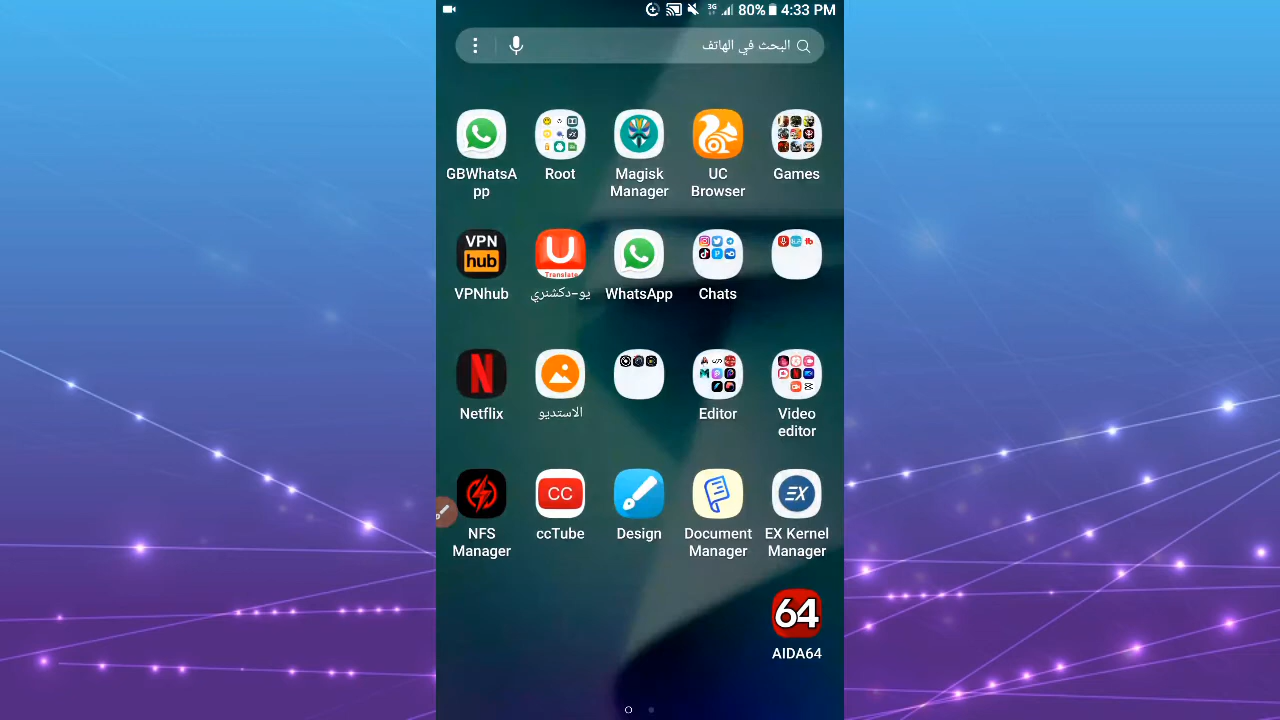 3G 80% 4:33 PM
البحث في الهاتف
GBWhatsA
pp
Root
Magisk
Manager
UC
Browser
Games
VPN
hub
VPNhub
U
Translate
يو-دكشنري
WhatsApp
Chats
N
Netflix
الاستديو
Editor
Video
editor
NFS
Manager
CC
ccTube
Design
Document
Manager
EX
EX Kernel
Manager
64
AIDA64